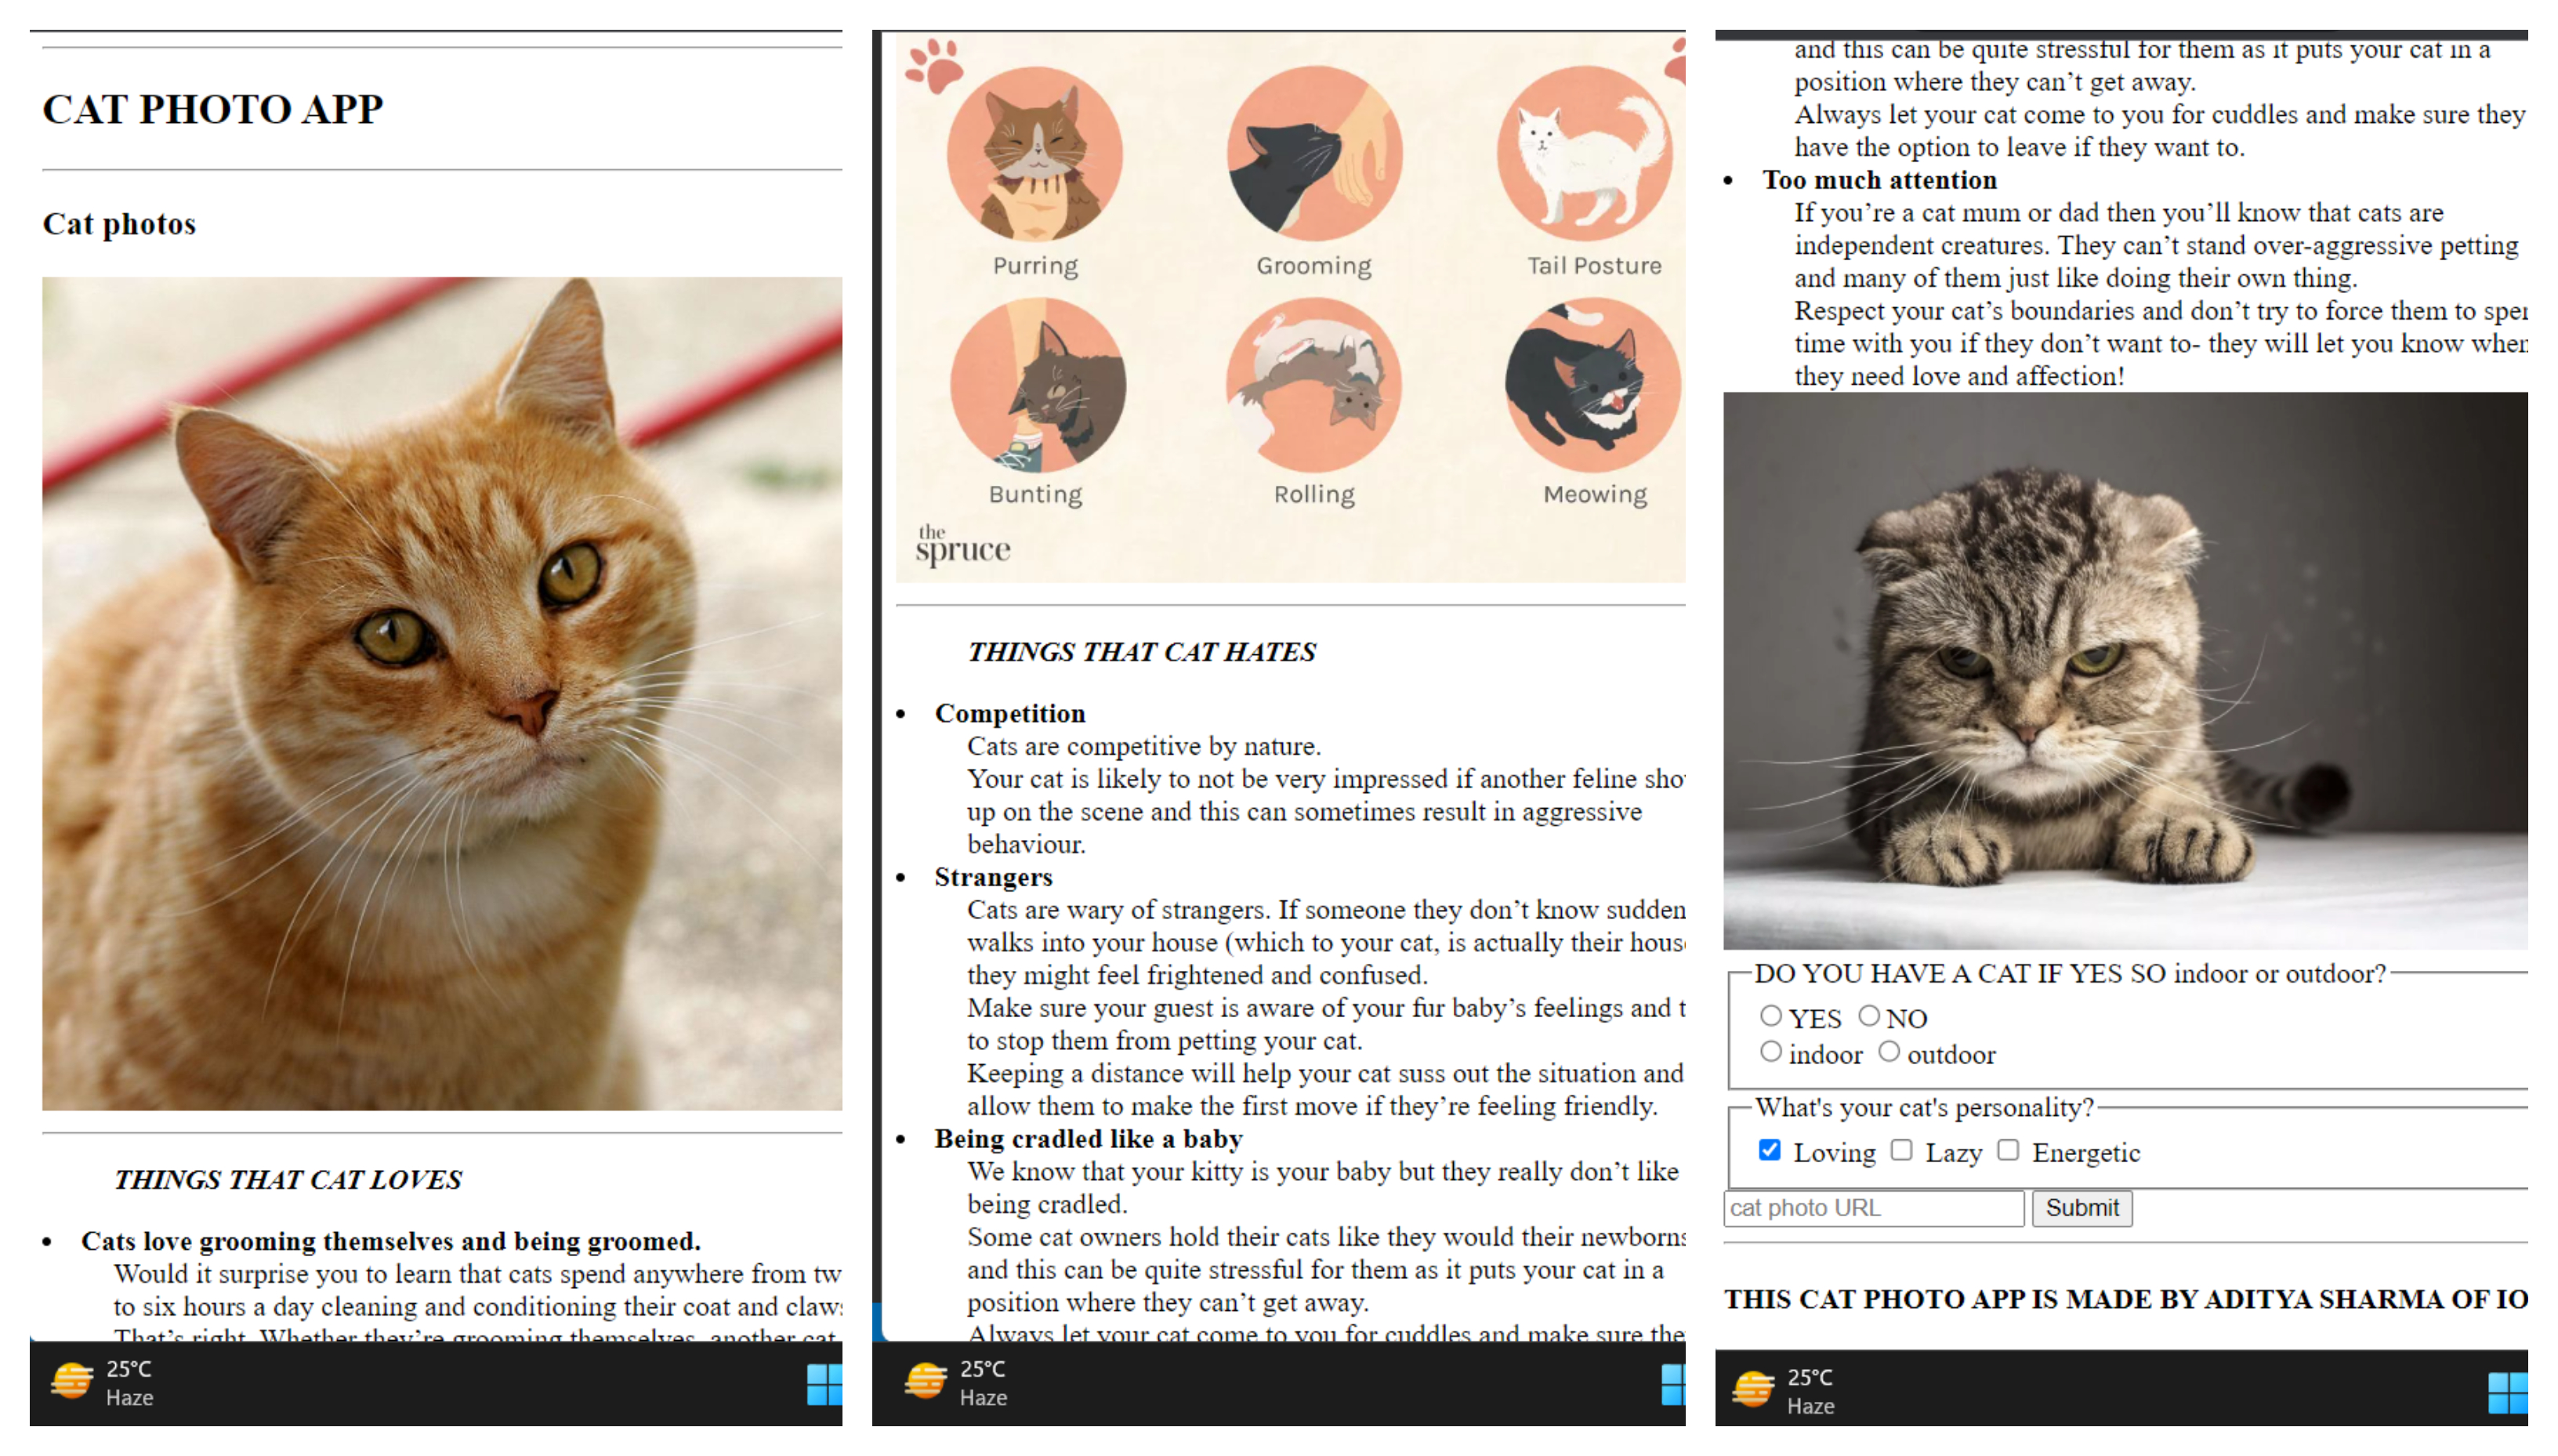 CAT PHOTO APP
Cat photos
THINGS THAT CAT LOVES
Cats love grooming themselves and being groomed.
Would it surprise you to learn that cats spend anywhere from tw
to six hours a day cleaning and conditioning their coat and claws
That's right. Whether they're grooming themselves, another cat
25°C
Haze
Purring
Grooming
Tail Posture
Bunting
Rolling
Meowing
the
spruce
THINGS THAT CAT HATES
Competition
Cats are competitive by nature.
Your cat is likely to not be very impressed if another feline sho
up on the scene and this can sometimes result in aggressive
behaviour.
Strangers
Cats are wary of strangers. If someone they don’t know sudden
walks into your house (which to your cat, is actually their hous
they might feel frightened and confused.
Make sure your guest is aware of your fur baby’s feelings and t
to stop them from petting your cat.
Keeping a distance will help your cat suss out the situation and
allow them to make the first move if they’re feeling friendly.
Being cradled like a baby
We know that your kitty is your baby but they really don’t like
being cradled.
Some cat owners hold their cats like they would their newborns
and this can be quite stressful for them as it puts your cat in a
position where they can’t get away.
Always let your cat come to you for cuddles and make sure the
25°C
Haze
and this can be quite stressful for them as it puts your cat in a
position where they can’t get away.
Always let your cat come to you for cuddles and make sure they
have the option to leave if they want to.
Too much attention
If you’re a cat mum or dad then you’ll know that cats are
independent creatures. They can’t stand over-aggressive petting
and many of them just like doing their own thing.
Respect your cat’s boundaries and don’t try to force them to spen
time with you if they don’t want to- they will let you know when
they need love and affection!
DO YOU HAVE A CAT IF YES SO indoor or outdoor?
YES NO
indoor outdoor
What's your cat's personality?
Loving Lazy Energetic
cat photo URL Submit
THIS CAT PHOTO APP IS MADE BY ADITYA SHARMA OF IO
25°C
Haze